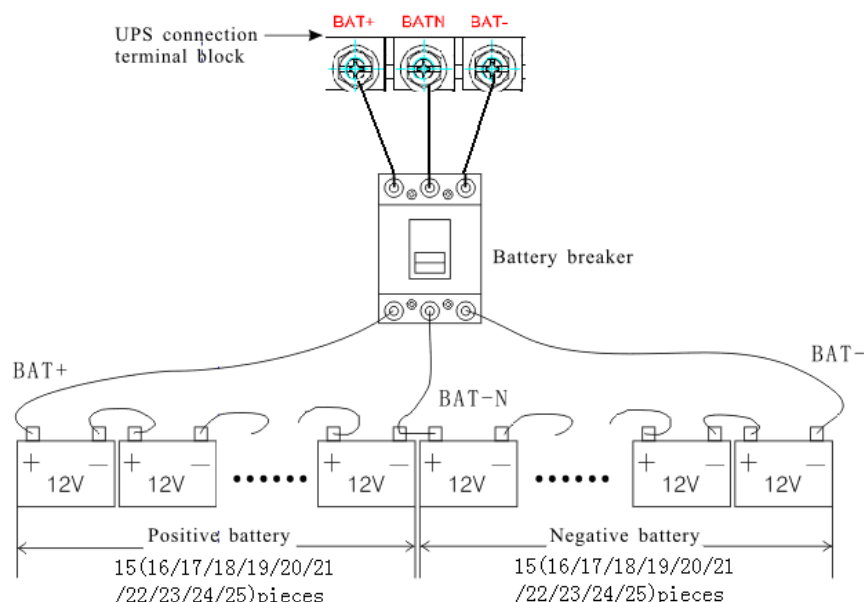 BAT+ BATN BAT-
UPS connection
terminal block
Battery breaker
BAT+
BAT-
BAT-N
+ − + − + − + − + − + −
12V 12V •••••• 12V 12V •••••• 12V 12V
Positive battery Negative battery
15(16/17/18/19/20/21 15(16/17/18/19/20/21
/22/23/24/25)pieces /22/23/24/25)pieces